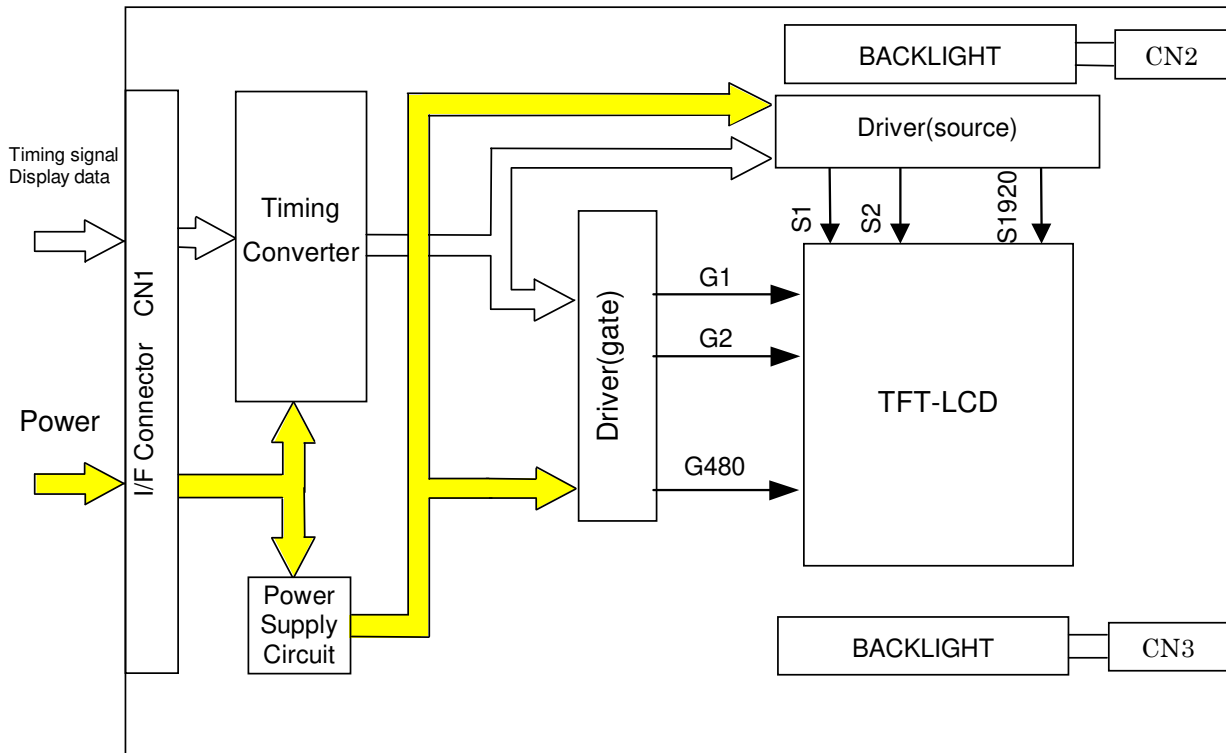 BACKLIGHT
CN2
Driver(source)
Timing signal
Display data
Timing
Converter
S1
S2
S1920
I/F Connector CN1
Driver(gate)
G1
G2
G480
TFT-LCD
Power
Power
Supply
Circuit
BACKLIGHT
CN3